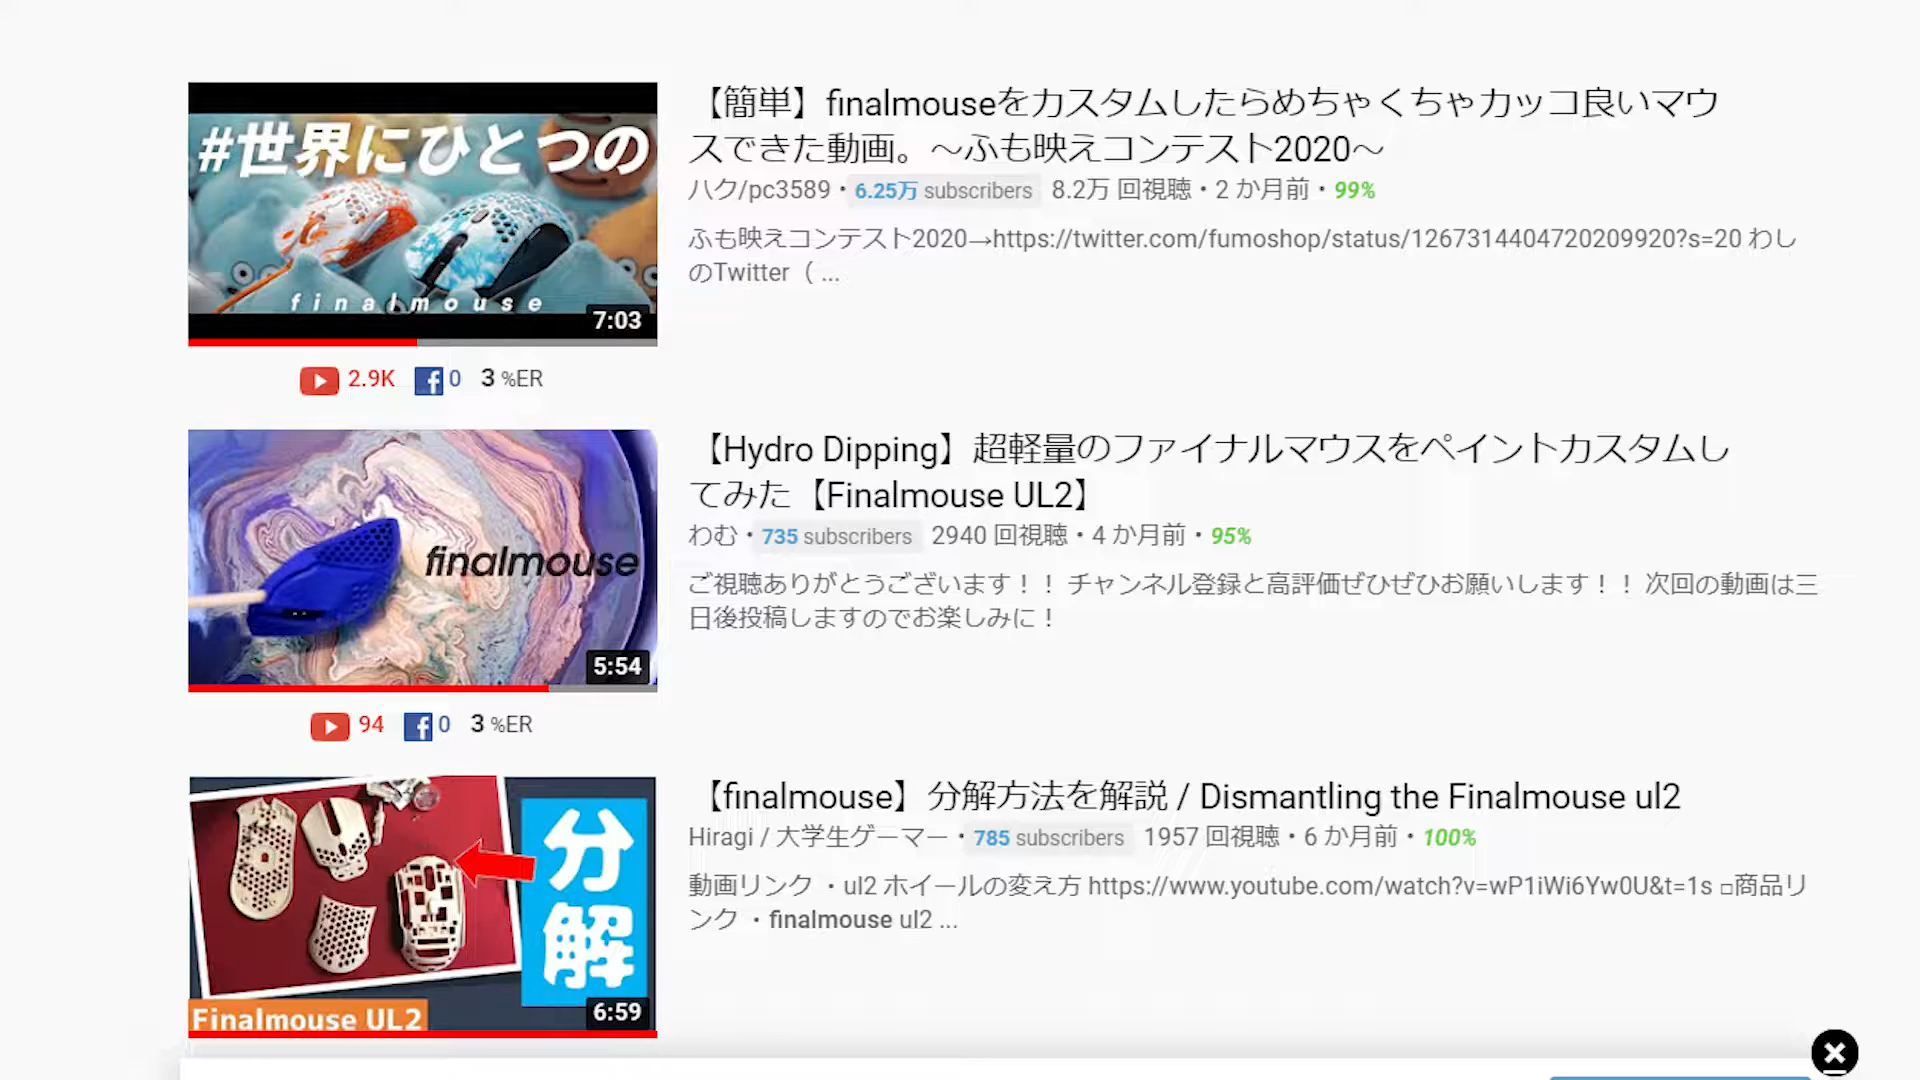 #世界にひとつの
finalmouse
7:03
2.9K 0 3 %ER
【簡単】finalmouseをカスタムしたらめちゃくちゃカッコ良いマウ
スできた動画。〜ふも映えコンテスト2020〜
ハク/pc3589・6.25万 subscribers 8.2万 回視聴・2 か月前・99%
ふも映えコンテスト2020→https://twitter.com/fumoshop/status/1267314404720209920?s=20 わし
のTwitter（ ...
finalmouse
5:54
94 0 3 %ER
【Hydro Dipping】超軽量のファイナルマウスをペイントカスタムし
てみた【Finalmouse UL2】
わむ・735 subscribers 2940 回視聴・4 か月前・95%
ご視聴ありがとうございます！！ チャンネル登録と高評価ぜひぜひお願いします！！ 次回の動画は三
日後投稿しますのでお楽しみに！
分解
Finalmouse UL2
6:59
【finalmouse】分解方法を解説 / Dismantling the Finalmouse ul2
Hiragi / 大学生ゲーマー・785 subscribers 1957 回視聴・6 か月前・100%
動画リンク ・ul2 ホイールの変え方 https://www.youtube.com/watch?v=wP1iWi6Yw0U&t=1s □商品リ
ンク ・finalmouse ul2 ...